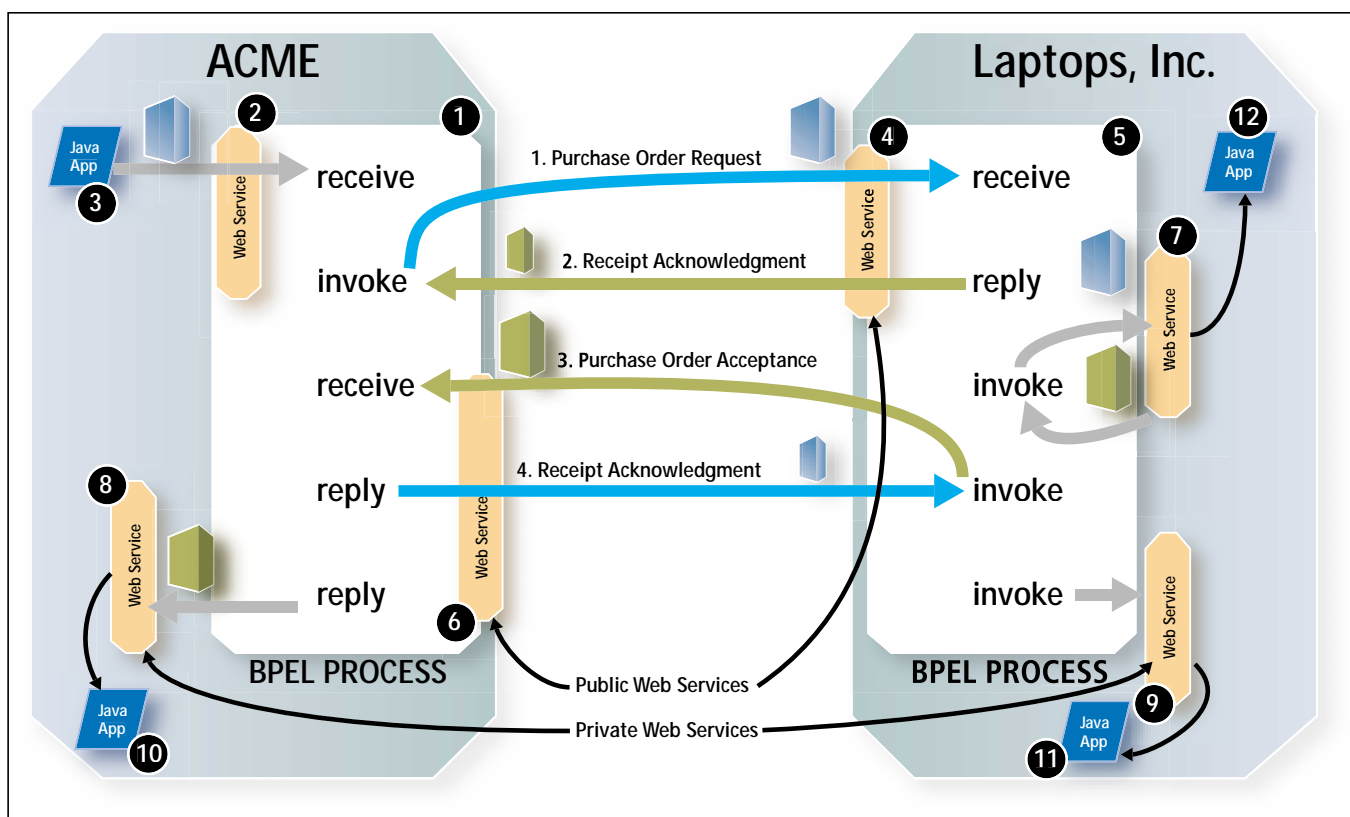 ACME
Laptops, Inc.
2
1
4
5
12
Java
App
3
Web Service
receive
1. Purchase Order Request
Web Service
receive
Java
App
7
invoke
2. Receipt Acknowledgment
reply
Web Service
receive
3. Purchase Order Acceptance
invoke
8
Web Service
reply
4. Receipt Acknowledgment
Web Service
invoke
reply
6
invoke
Web Service
BPEL PROCESS
BPEL PROCESS
Public Web Services
Private Web Services
9
Java
App
10
Java
App
11